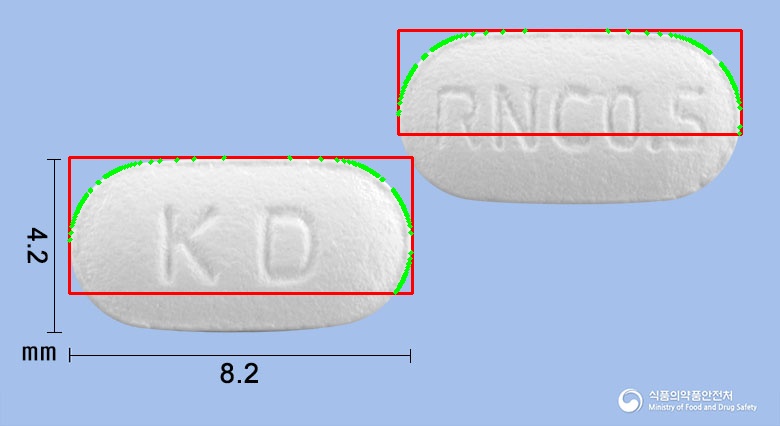 RNC0.5
KD
4.2
mm
8.2
식품의약품안전처
Ministry of Food and Drug Safety